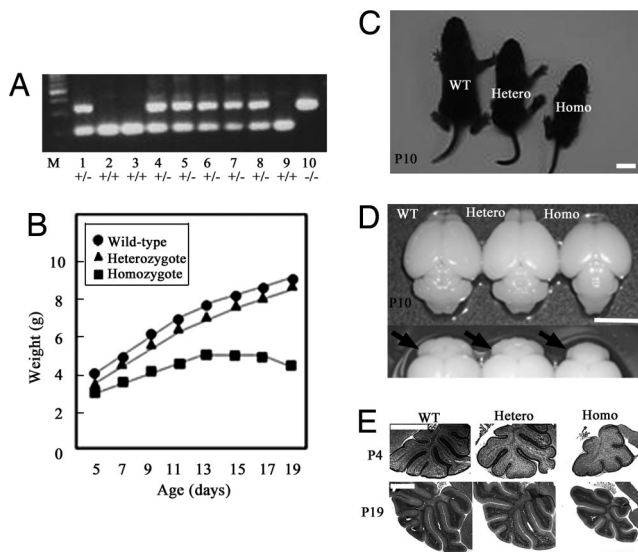 A
M 1 2 3 4 5 6 7 8 9 10
+/- +/+ +/+ +/- +/- +/- +/- +/- +/+ -/-
B
Wild-type
Heterozygote
Homozygote
Weight (g)
10
8
6
4
2
0
5 7 9 11 13 15 17 19
Age (days)
C
WT
Hetero
Homo
P10
D
WT Hetero Homo
P10
E
WT Hetero Homo
P4
P19